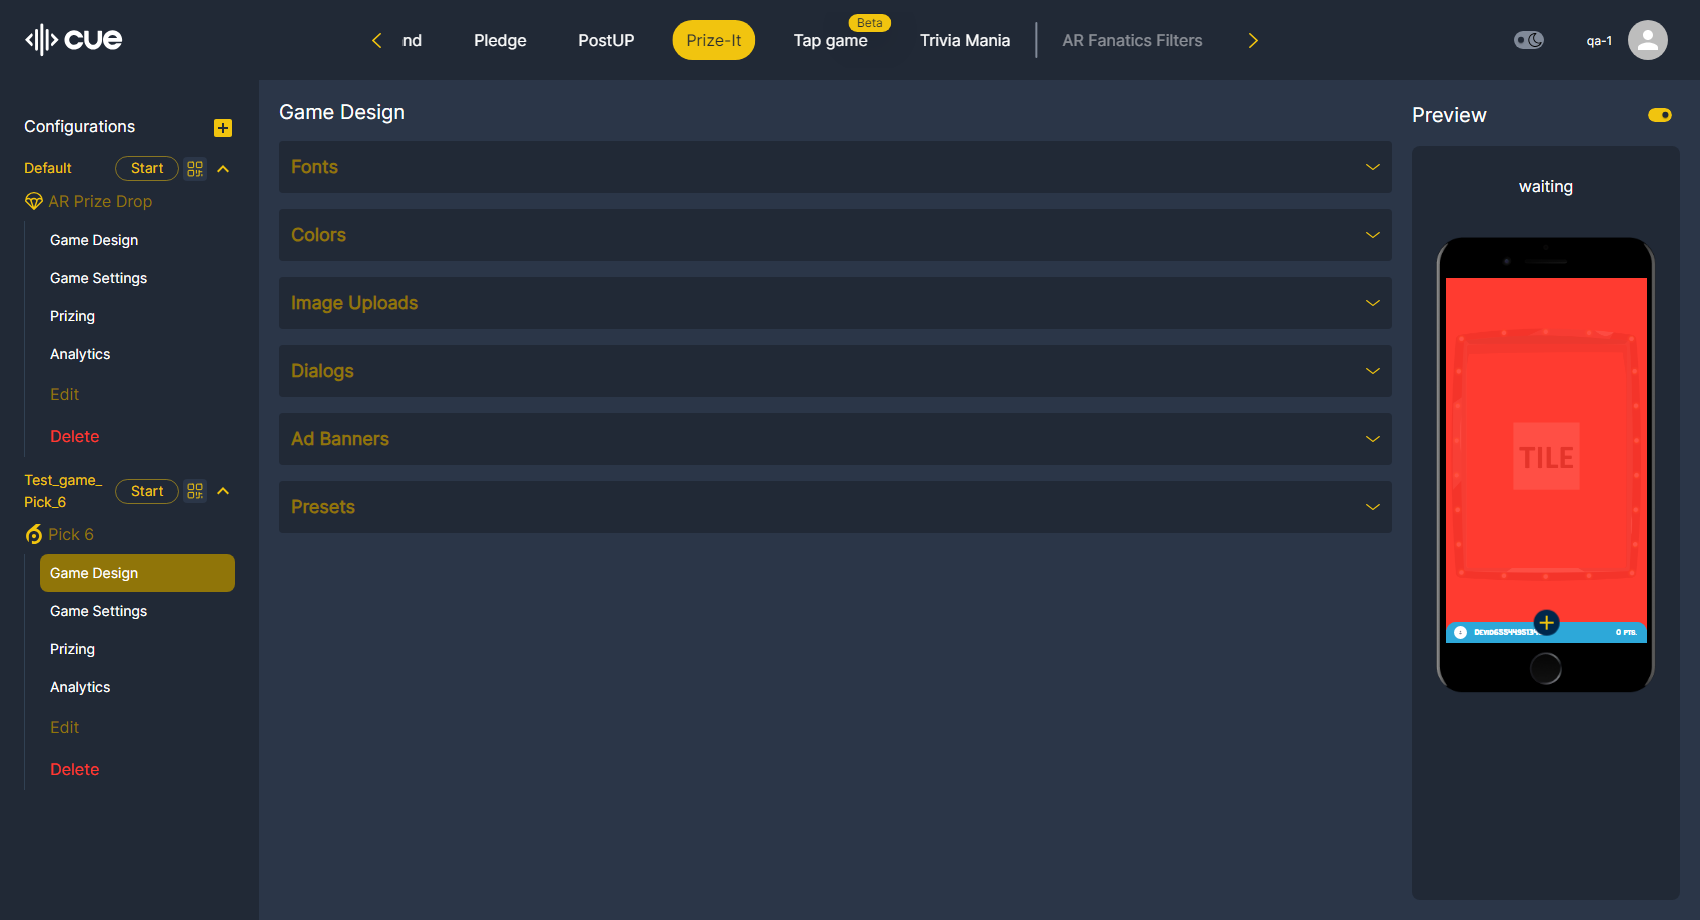 cue
nd
Pledge
PostUP
Prize-It
Beta
Tap game
Trivia Mania
AR Fanatics Filters
qa-1
Configurations
Default
Start
AR Prize Drop
Game Design
Game Settings
Prizing
Analytics
Edit
Delete
Test_game_
Pick_6
Start
Pick 6
Game Design
Game Settings
Prizing
Analytics
Edit
Delete
Game Design
Fonts
Colors
Image Uploads
Dialogs
Ad Banners
Presets
Preview
waiting
TILE
0 PTS.